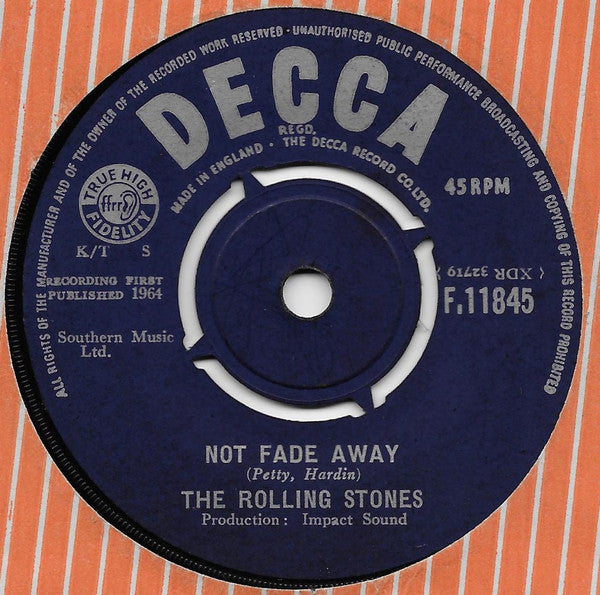 ALL RIGHTS OF THE MANUFACTURER AND OF THE OWNER OF THE RECORDED WORK RESERVED · UNAUTHORISED PUBLIC PERFORMANCE BROADCASTING AND COPYING OF THIS RECORD PROHIBITED
DECCA
REGD.
MADE IN ENGLAND · THE DECCA RECORD CO. LTD.
TRUE HIGH
ffrr
FIDELITY
K/T S
RECORDING FIRST
PUBLISHED 1964
Southern Music
Ltd.
45 RPM
( XDR 32719 )
F.11845
NOT FADE AWAY
(Petty, Hardin)
THE ROLLING STONES
Production: Impact Sound